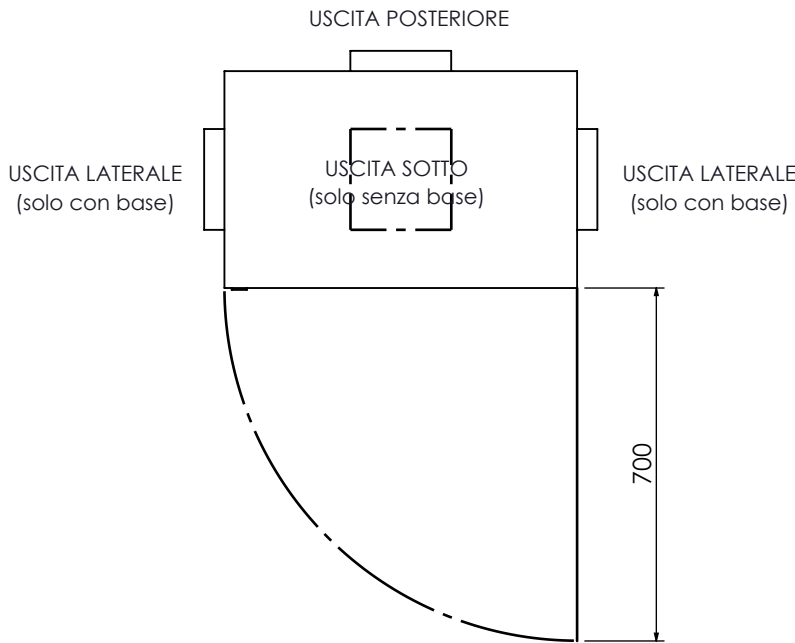 USCITA POSTERIORE
USCITA LATERALE
(solo con base)
USCITA SOTTO
(solo senza base)
USCITA LATERALE
(solo con base)
700